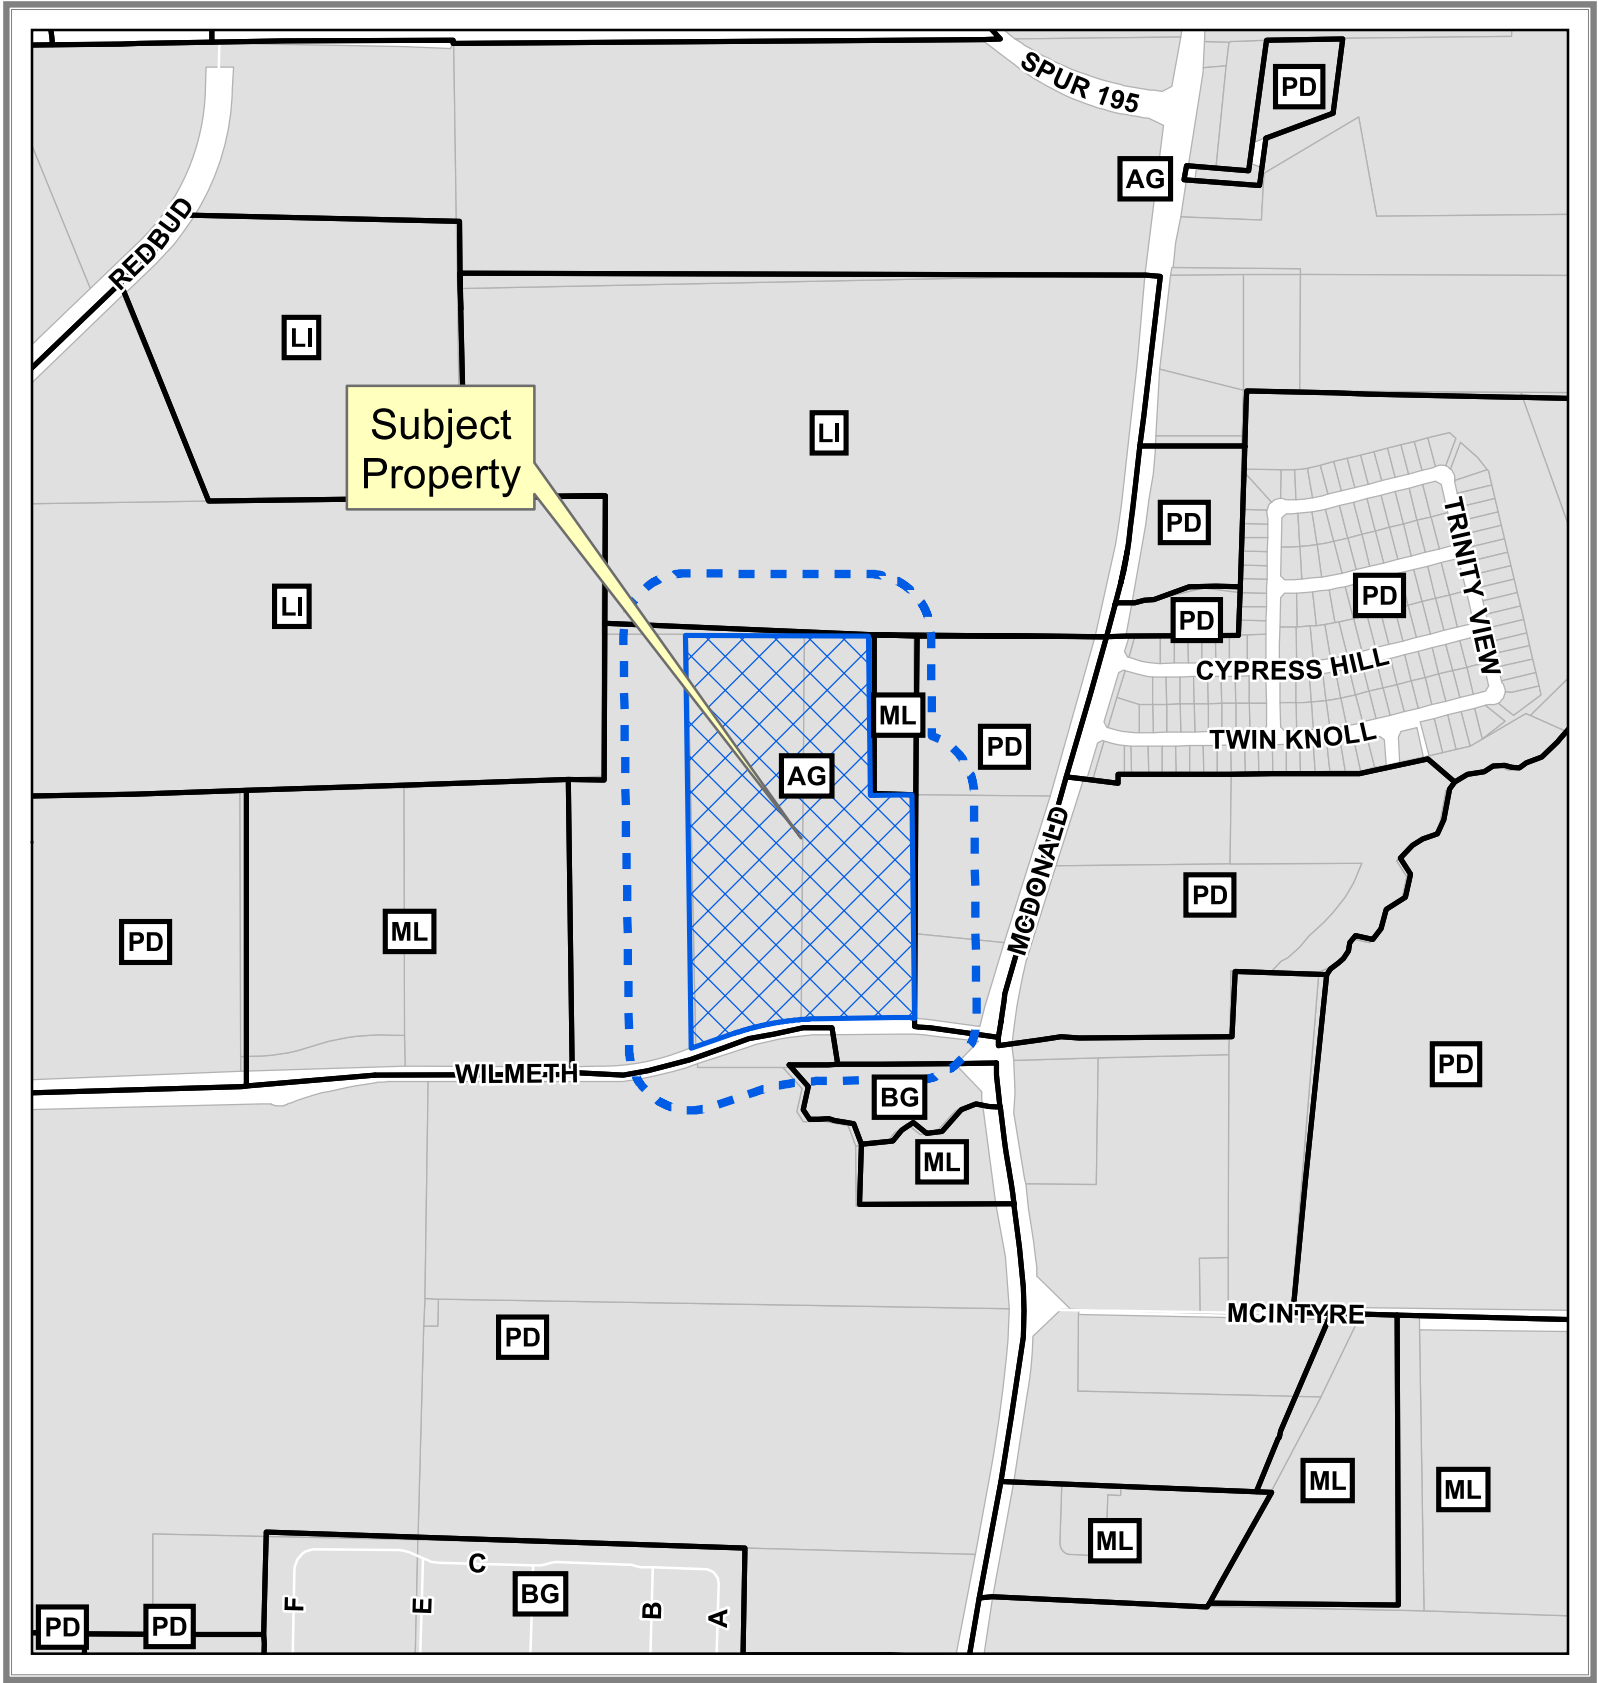 SPUR 195
PD
AG
REDBUD
LI
Subject
Property
LI
PD
TRINITY VIEW
LI
PD
PD
CYPRESS HILL
ML
PD
TWIN KNOLL
AG
MCDONALD
PD
PD
ML
PD
WILMETH
BG
ML
MCINTYRE
PD
ML
ML
ML
C
BG
F
E
B
A
PD
PD